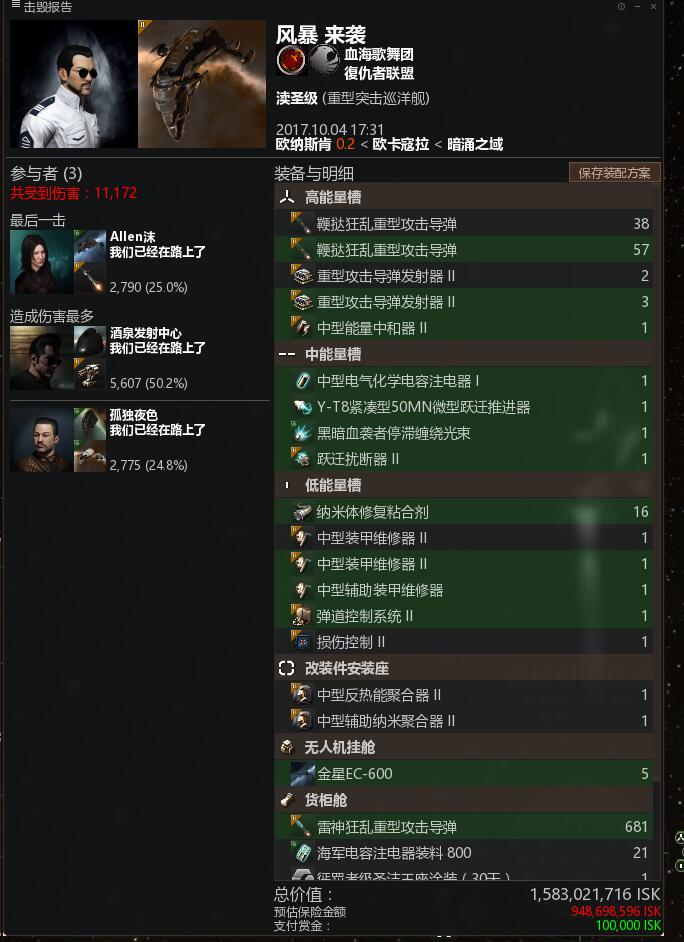 击毁报告
风暴 来袭
血海歌舞团
復仇者联盟
渎圣级 (重型突击巡洋舰)
2017.10.04 17:31
欧纳斯肯 0.2 < 欧卡寇拉 < 暗涌之域
参与者 (3)
共受到伤害：11,172
最后一击
Allen沫
我们已经在路上了
2,790 (25.0%)
造成伤害最多
酒泉发射中心
我们已经在路上了
5,607 (50.2%)
孤独夜色
我们已经在路上了
2,775 (24.8%)
装备与明细
保存装配方案
高能量槽
鞭挞狂乱重型攻击导弹 38
鞭挞狂乱重型攻击导弹 57
重型攻击导弹发射器 II 2
重型攻击导弹发射器 II 3
中型能量中和器 II 1
中能量槽
中型电气化学电容注电器 I 1
Y-T8紧凑型50MN微型跃迁推进器 1
黑暗血袭者停滞缠绕光束 1
跃迁扰断器 II 1
低能量槽
纳米体修复粘合剂 16
中型装甲维修器 II 1
中型装甲维修器 II 1
中型辅助装甲维修器 1
弹道控制系统 II 1
损伤控制 II 1
改装件安装座
中型反热能聚合器 II 1
中型辅助纳米聚合器 II 1
无人机挂舱
金星EC-600 5
货柜舱
雷神狂乱重型攻击导弹 681
海军电容注电器装料 800 21
惩罚者级圣洁王座涂装 ( 30天 ) 1
总价值： 1,583,021,716 ISK
预估保险金额 948,698,596 ISK
支付赏金： 100,000 ISK